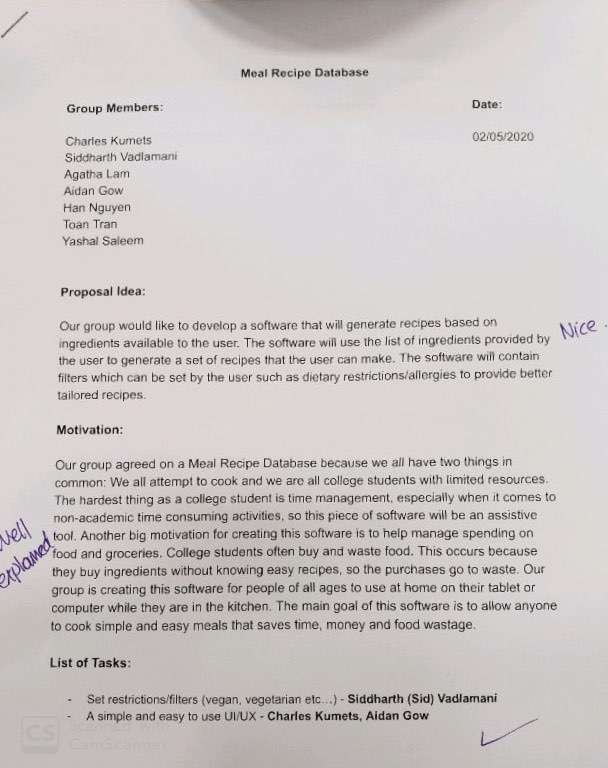 Meal Recipe Database
Group Members:
Date:
Charles Kumets
02/05/2020
Siddharth Vadlamani
Agatha Lam
Aidan Gow
Han Nguyen
Toan Tran
Yashal Saleem
Proposal Idea:
Our group would like to develop a software that will generate recipes based on
ingredients available to the user. The software will use the list of ingredients provided by
the user to generate a set of recipes that the user can make. The software will contain
filters which can be set by the user such as dietary restrictions/allergies to provide better
tailored recipes.
Nice.
Motivation:
Our group agreed on a Meal Recipe Database because we all have two things in
common: We all attempt to cook and we are all college students with limited resources.
The hardest thing as a college student is time management, especially when it comes to
non-academic time consuming activities, so this piece of software will be an assistive
tool. Another big motivation for creating this software is to help manage spending on
food and groceries. College students often buy and waste food. This occurs because
they buy ingredients without knowing easy recipes, so the purchases go to waste. Our
group is creating this software for people of all ages to use at home on their tablet or
computer while they are in the kitchen. The main goal of this software is to allow anyone
to cook simple and easy meals that saves time, money and food wastage.
Well
explained
List of Tasks:
- Set restrictions/filters (vegan, vegetarian etc...) - Siddharth (Sid) Vadlamani
- A simple and easy to use UI/UX - Charles Kumets, Aidan Gow
CS Scanned with
CamScanner